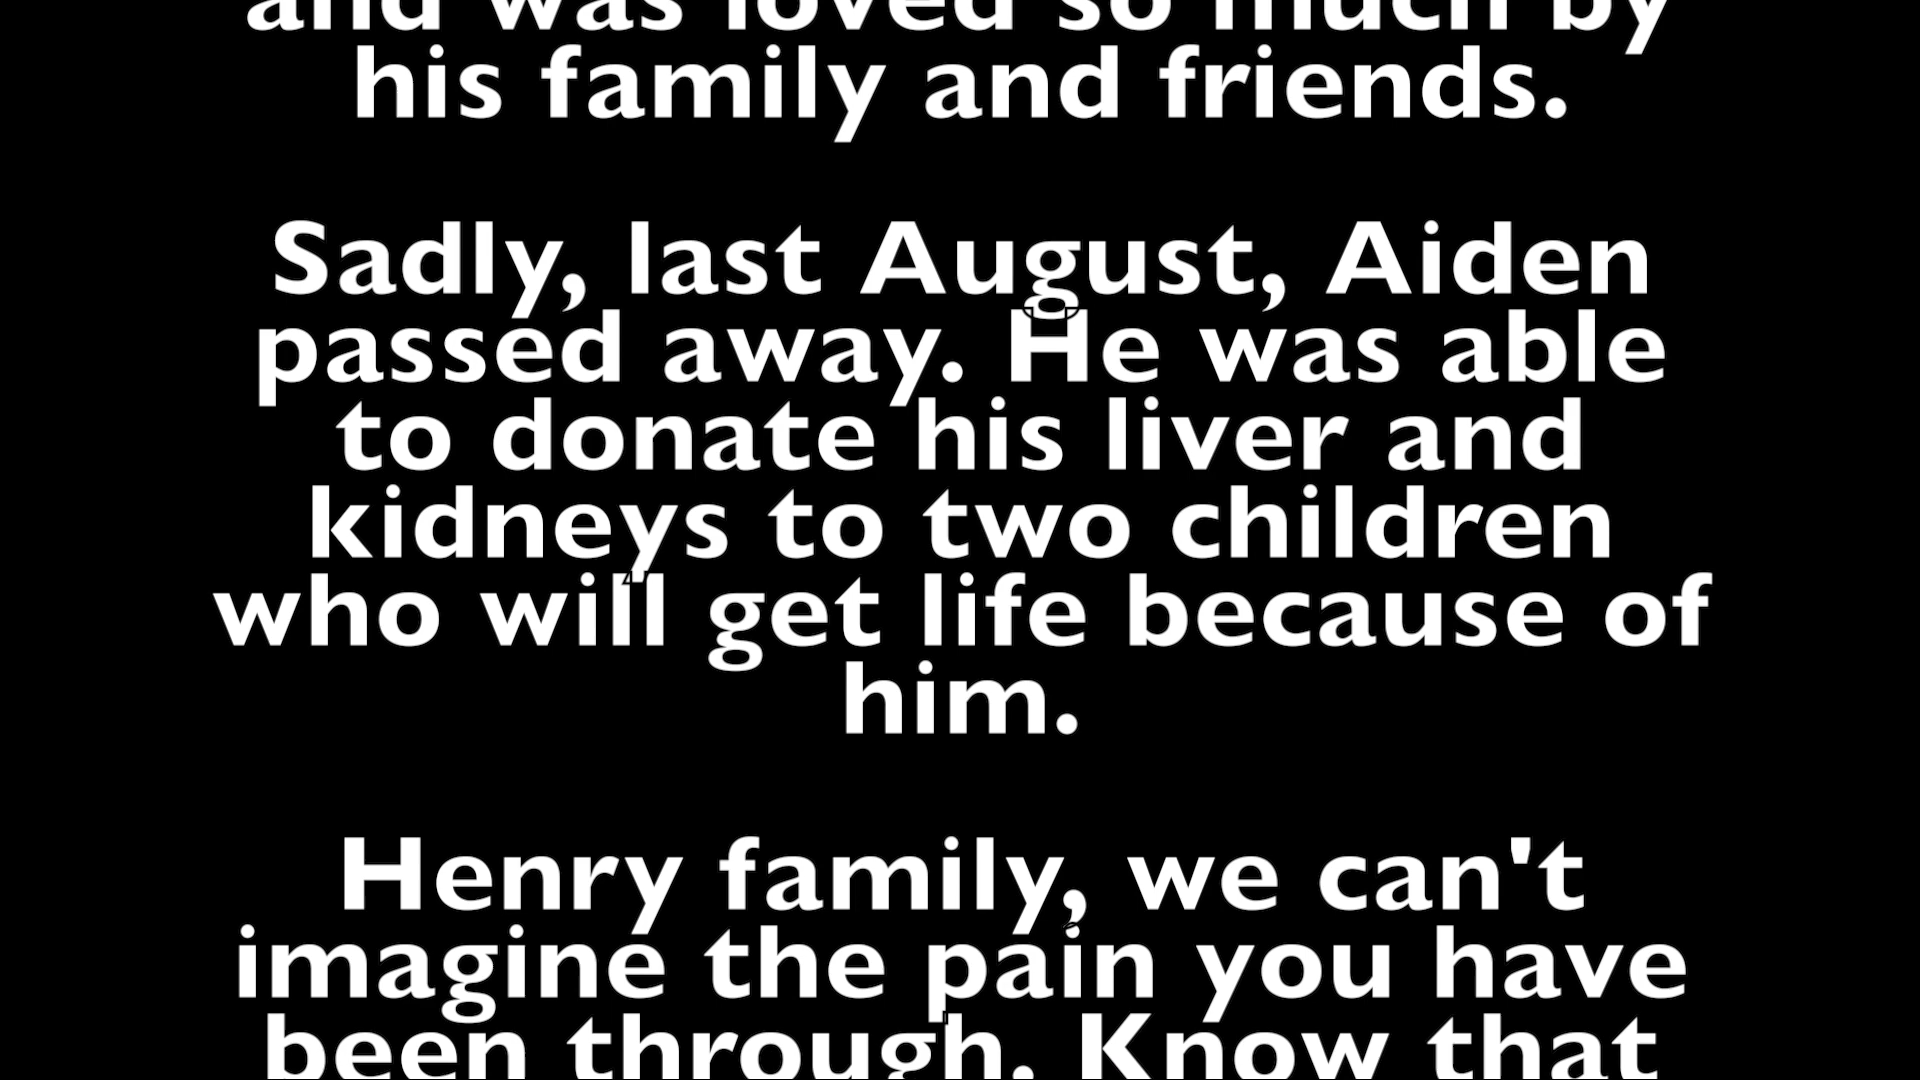 and was loved so much by
his family and friends.
Sadly, last August, Aiden
passed away. He was able
to donate his liver and
kidneys to two children
who will get life because of
him.
Henry family, we can't
imagine the pain you have
been through. Know that